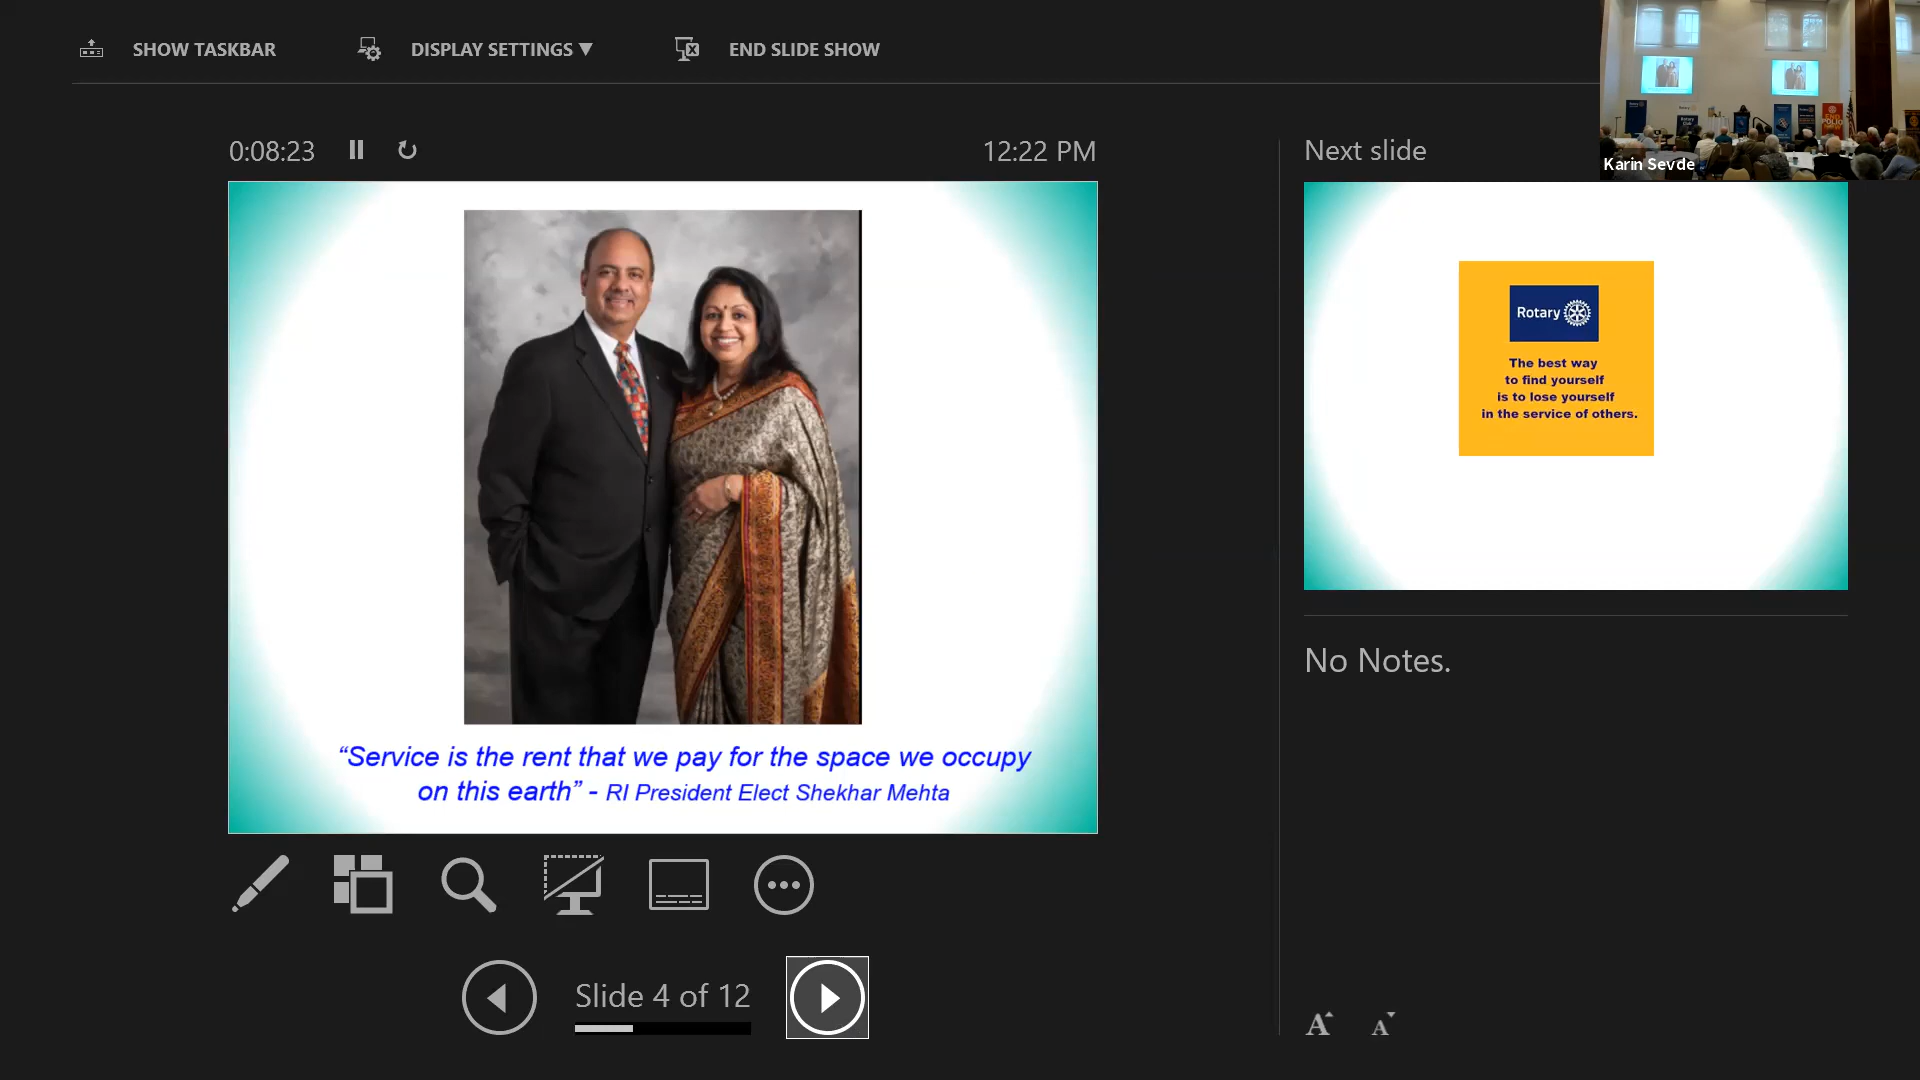 SHOW TASKBAR
DISPLAY SETTINGS ▼
END SLIDE SHOW
Karin Sevde
0:08:23
12:22 PM
Next slide
Rotary
The best way
to find yourself
is to lose yourself
in the service of others.
“Service is the rent that we pay for the space we occupy
on this earth” - RI President Elect Shekhar Mehta
No Notes.
Slide 4 of 12
A A
END
POLIO